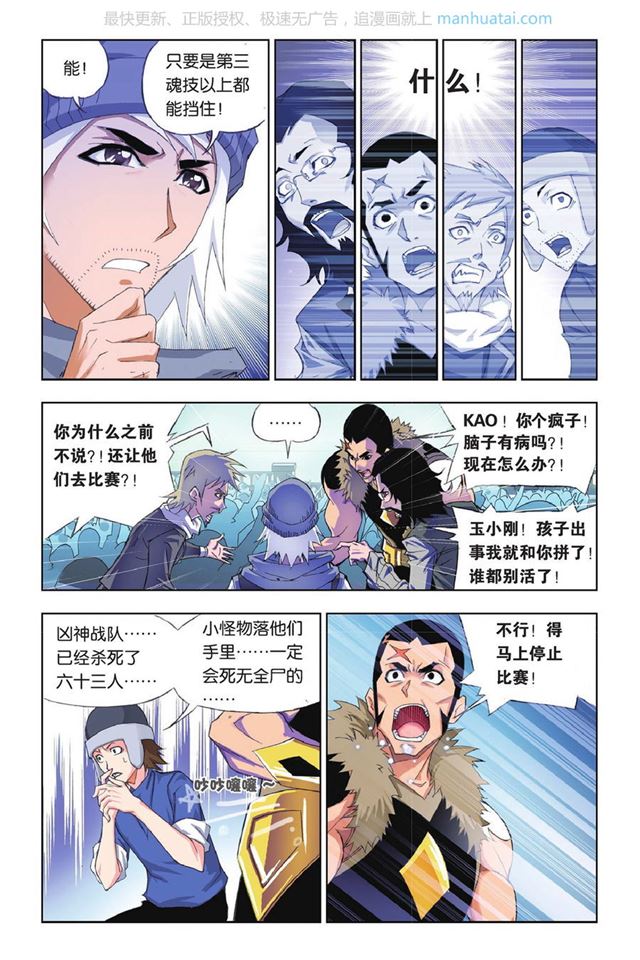 最快更新、正版授权、极速无广告，追漫画就上 manhuatai.com
能！
只要是第三
魂技以上都
能挡住！
什么！
你为什么之前
不说？！还让他
们去比赛？！
……
KAO！你个疯子！
脑子有病吗？！
现在怎么办？！
玉小刚！孩子出
事我就和你拼了！
谁都别活了！
凶神战队……
已经杀死了
六十三人……
小怪物落他们
手里……一定
会死无全尸的
……
吵吵嚷嚷～
不行！得
马上停止
比赛！